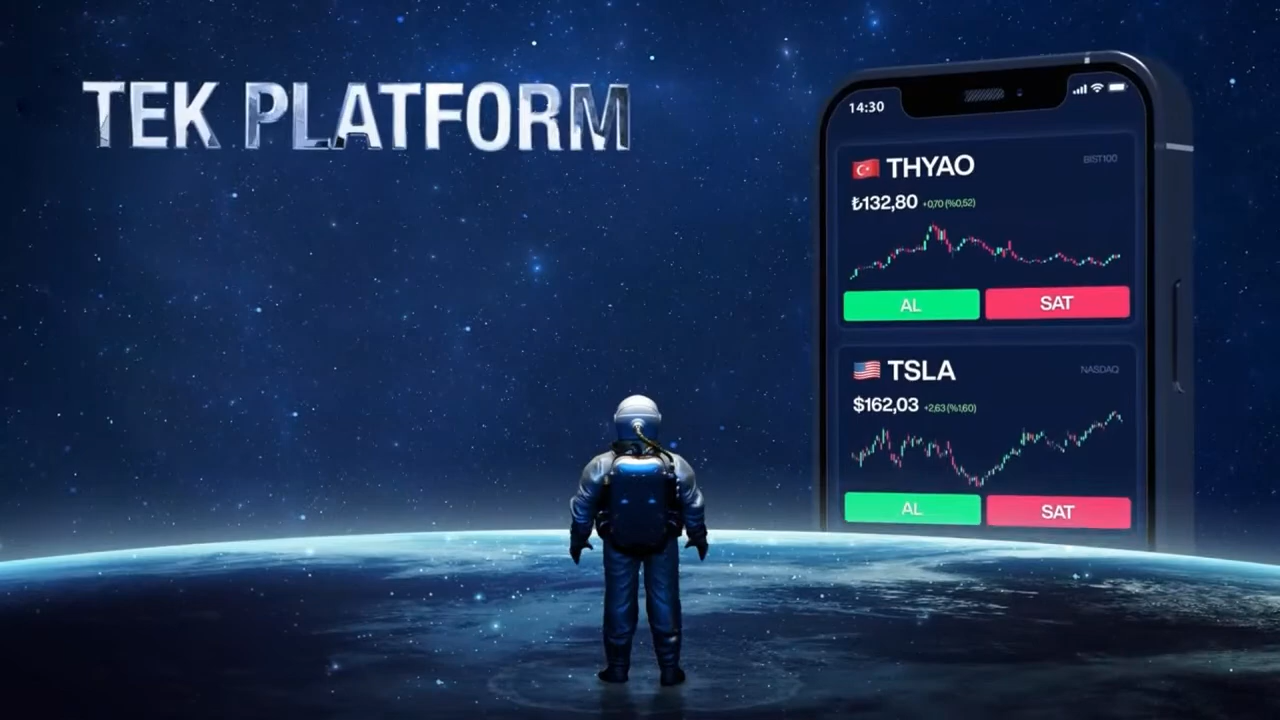 TEK PLATFORM
14:30
THYAO
BIST100
₺132,80 +0,70 (%0,52)
AL
SAT
TSLA
NASDAQ
$162,03 +2,63 (%1,60)
AL
SAT